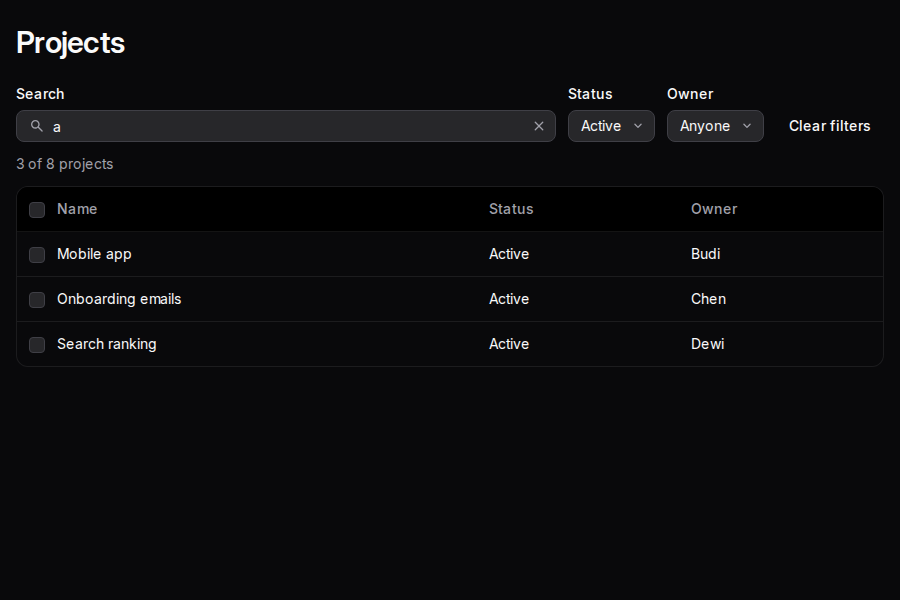 Projects
Search Status Owner
a Active Anyone Clear filters
3 of 8 projects
Name Status Owner
Mobile app Active Budi
Onboarding emails Active Chen
Search ranking Active Dewi